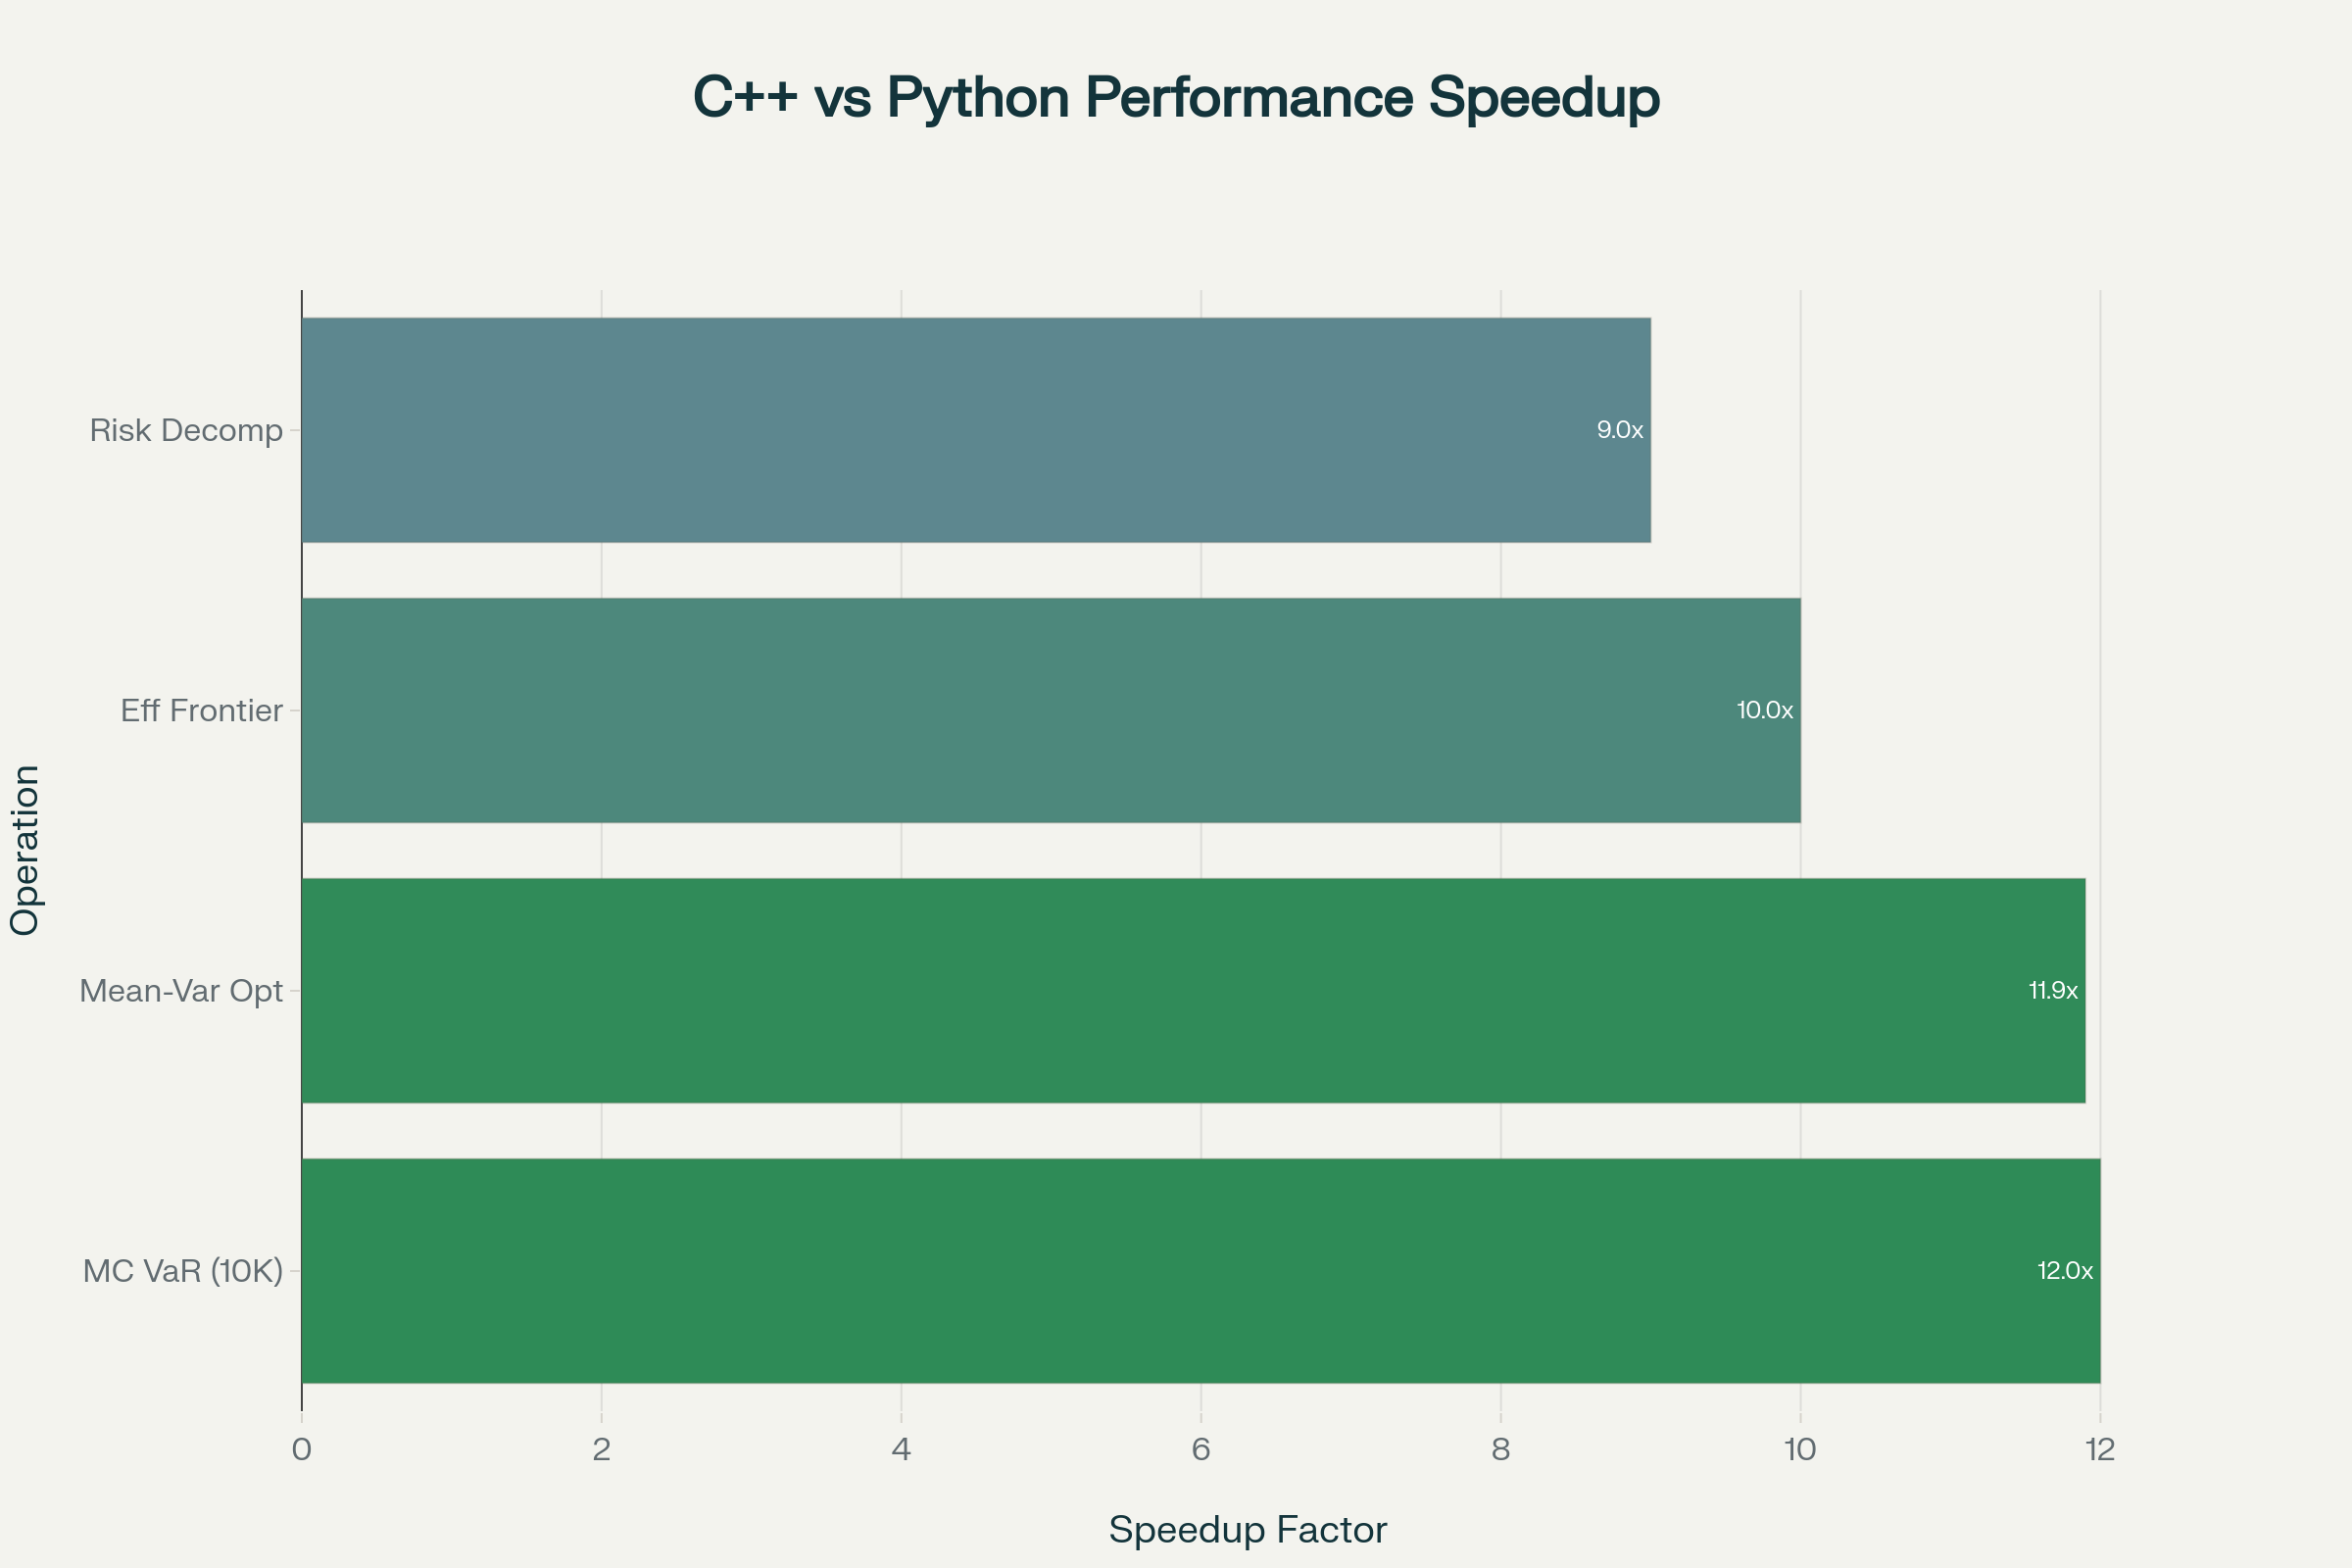 C++ vs Python Performance Speedup
Risk Decomp
9.0x
Eff Frontier
10.0x
Operation
Mean-Var Opt
11.9x
MC VaR (10K)
12.0x
0 2 4 6 8 10 12
Speedup Factor